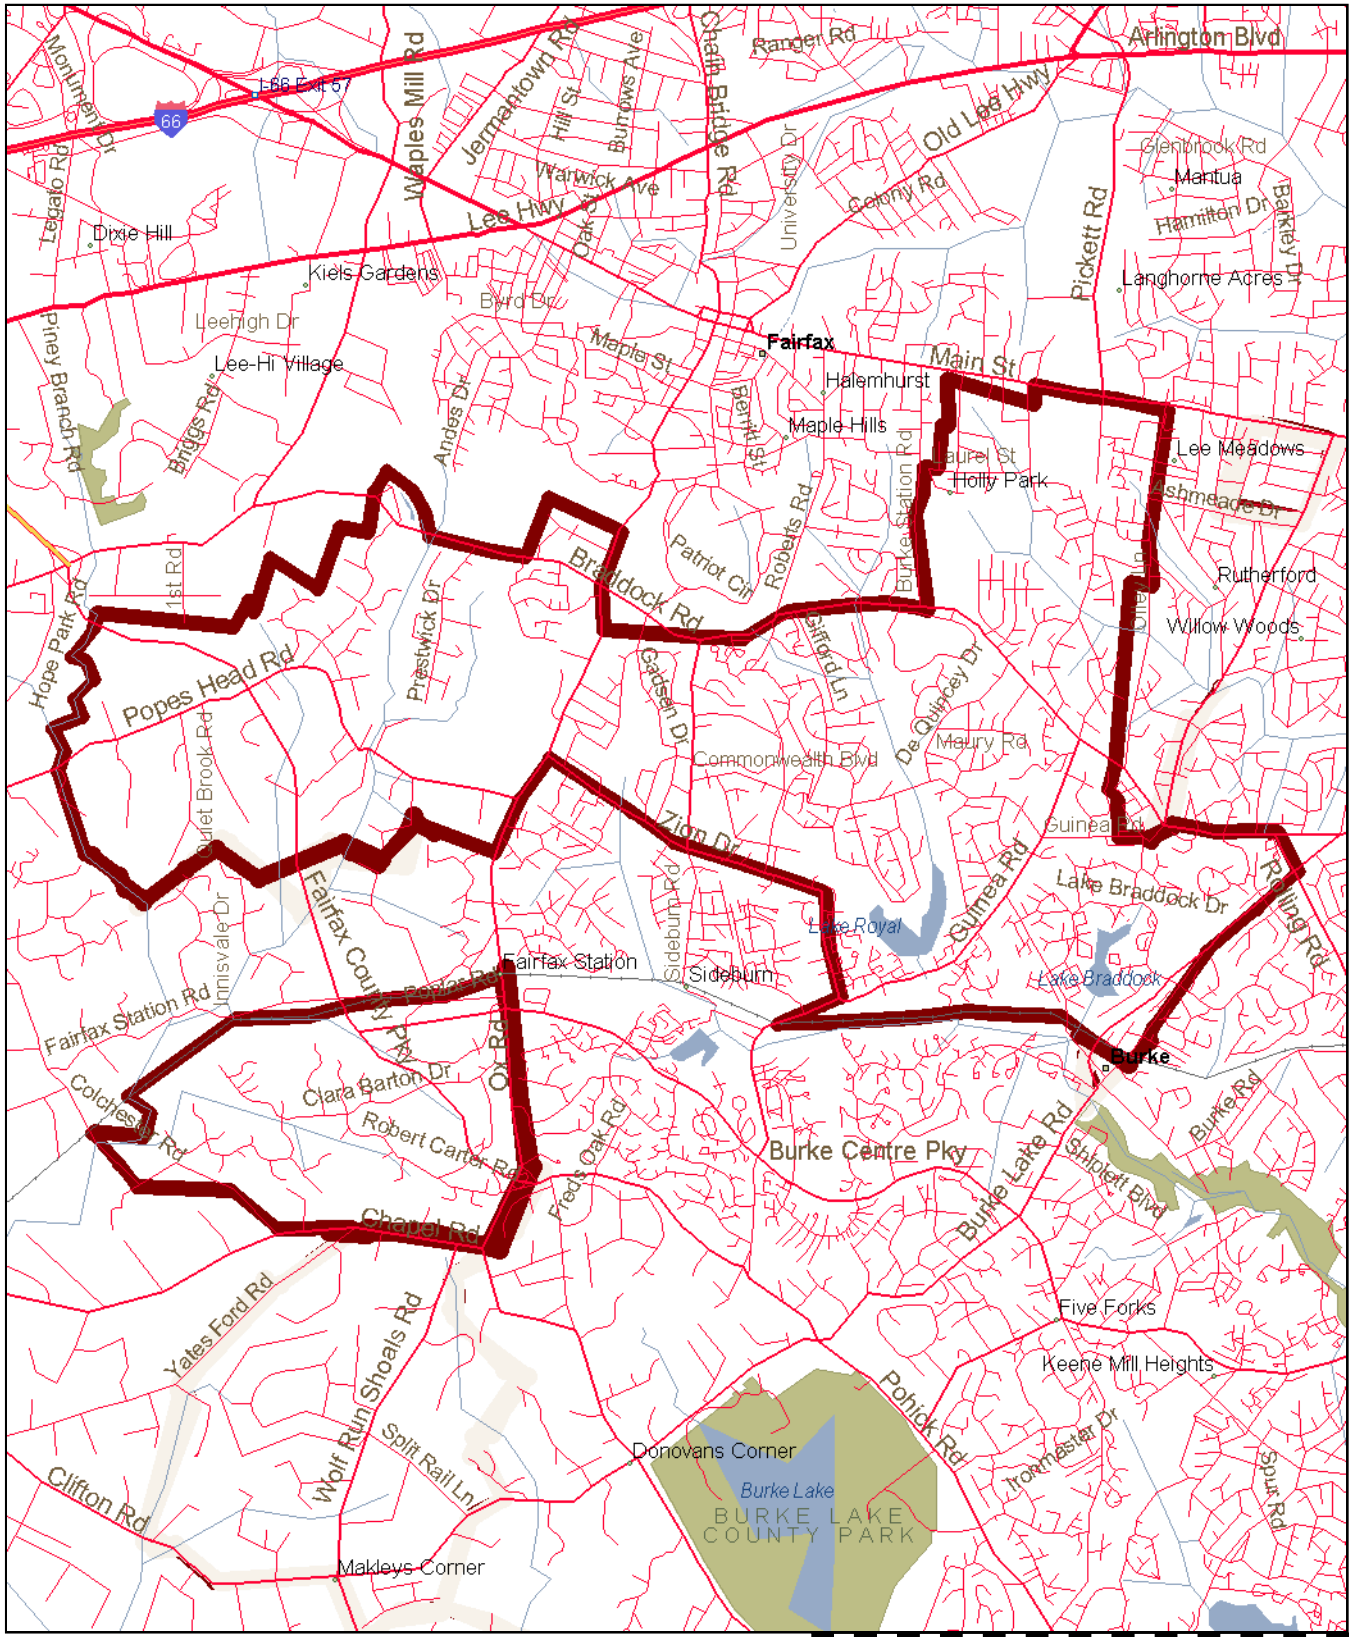 Arlington Blvd
Ranger Rd
Chain Bridge Rd
Jermantown Rd
Waples Mill Rd
Monument Dr
I-66 Exit 57
66
Hill St
Burrows Ave
Old Lee Hwy
University Dr
Glenbrook Rd
Mantua
Legato Rd
Warwick Ave
Lee Hwy
Oak St
Colony Rd
Pickett Rd
Hamilton Dr
Barkley Dr
Dixie Hill
Kiels Gardens
Langhorne Acres
Byrd Dr
Leehigh Dr
Piney Branch Rd
Maple St
Fairfax
Main St
Lee-Hi Village
Halemhurst
Briggs Rd
Andes Dr
Berritt St
Maple Hills
Burke Station Rd
Laurel St
Lee Meadows
Holly Park
Ashmeade Dr
Roberts Rd
Patriot Cir
Braddock Rd
1st Rd
Olley Ln
Rutherford
Hope Park Rd
Prestwick Dr
Gifford Ln
Willow Woods
Popes Head Rd
Gadsen Dr
De Quincey Dr
Maury Rd
Quiet Brook Rd
Commonwealth Blvd
Zion Dr
Guinea Rd
Guinea Rd
Lake Braddock Dr
Rolling Rd
Fairfax County Pky
Innisvale Dr
Sideburn Rd
Lake Royal
Fairfax Station
Sideburn
Lake Braddock
Poplar Rd
Fairfax Station Rd
Ox Rd
Burke
Clara Barton Dr
Colchester Rd
Robert Carter Rd
Freds Oak Rd
Burke Rd
Burke Centre Pky
Burke Lake Rd
Shiplett Blvd
Chapel Rd
Yates Ford Rd
Five Forks
Wolf Run Shoals Rd
Keene Mill Heights
Pohick Rd
Split Rail Ln
Donovans Corner
Ironmaster Dr
Spur Rd
Clifton Rd
Burke Lake
BURKE LAKE
COUNTY PARK
Makleys Corner